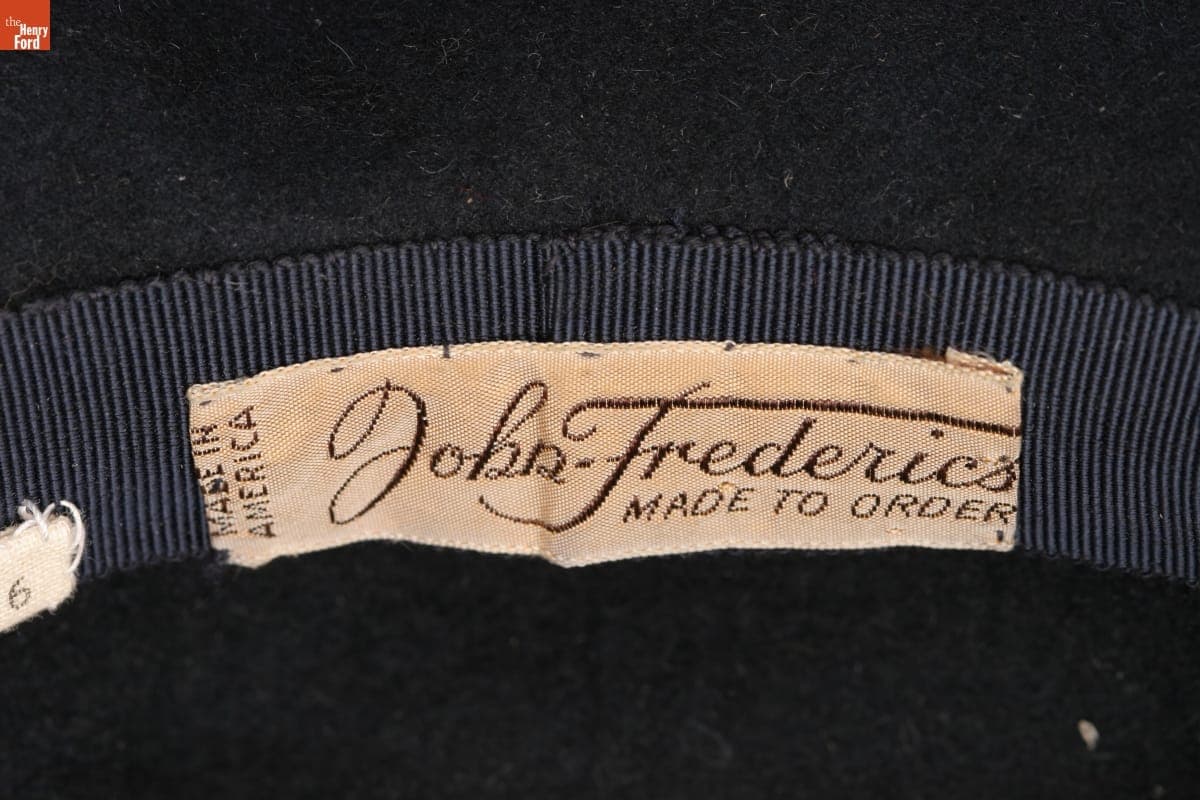 the
Henry
Ford
MADE IN
AMERICA
John-Frederics
MADE TO ORDER
6